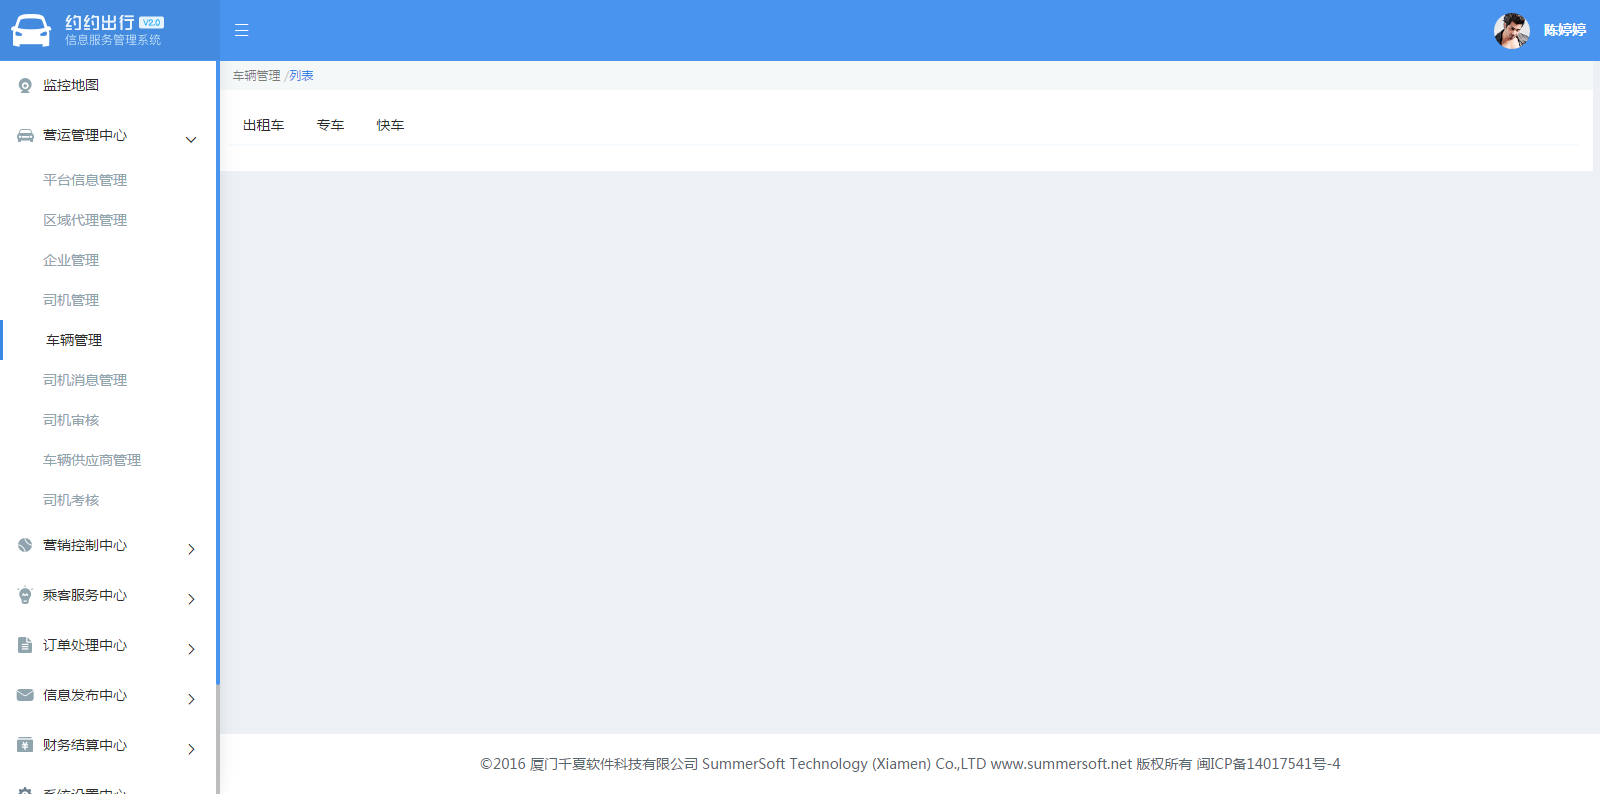 约约出行 V2.0
信息服务管理系统
陈婷婷
车辆管理 /列表
出租车 专车 快车
监控地图
营运管理中心
平台信息管理
区域代理管理
企业管理
司机管理
车辆管理
司机消息管理
司机审核
车辆供应商管理
司机考核
营销控制中心
乘客服务中心
订单处理中心
信息发布中心
财务结算中心
系统设置中心
©2016 厦门千夏软件科技有限公司 SummerSoft Technology (Xiamen) Co.,LTD www.summersoft.net 版权所有 闽ICP备14017541号-4